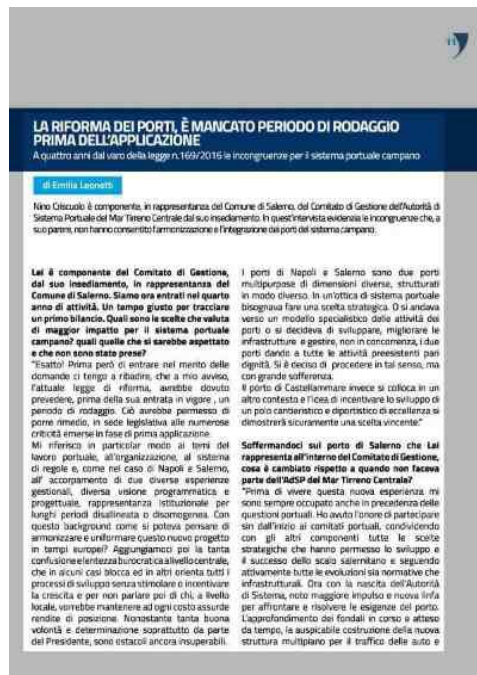 11
LA RIFORMA DEI PORTI, È MANCATO PERIODO DI RODAGGIO
PRIMA DELL'APPLICAZIONE
A quattro anni dal varo della legge n.169/2016 le incongruenze per il sistema portuale campano
di Emilia Leonetti
Nino Criscuolo è componente, in rappresentanza del Comune di Salerno, del Comitato di Gestione dell'Autorità di
Sistema Portuale del Mar Tirreno Centrale dal suo insediamento. In quest'intervista evidenzia le incongruenze che, a
suo parere, non hanno consentito l'armonizzazione e l'integrazione dei porti del sistema campano.
Lei è componente del Comitato di Gestione,
dal suo insediamento, in rappresentanza del
Comune di Salerno. Siamo ora entrati nel quarto
anno di attività. Un tempo giusto per tracciare
un primo bilancio. Quali sono le scelte che valuta
di maggior impatto per il sistema portuale
campano? quali quelle che si sarebbe aspettato
e che non sono state prese?
"Esatto! Prima però di entrare nel merito delle
domande ci tengo a ribadire, che a mio avviso,
l'attuale legge di riforma, avrebbe dovuto
prevedere, prima della sua entrata in vigore , un
periodo di rodaggio. Ciò avrebbe permesso di
porre rimedio, in sede legislativa alle numerose
criticità emerse in fase di prima applicazione.
Mi riferisco in particolar modo ai temi del
lavoro portuale, all'organizzazione, al sistema
di regole e, come nel caso di Napoli e Salerno,
all' accorpamento di due diverse esperienze
gestionali, diversa visione programmatica e
progettuale, rappresentanza istituzionale per
lunghi periodi disallineata o disomogenea. Con
questo background come si poteva pensare di
armonizzare e uniformare questo nuovo progetto
in tempi europei? Aggiungiamoci poi la tanta
confusione e lentezza burocratica a livello centrale,
che in alcuni casi blocca ed in altri orienta tutti i
processi di sviluppo senza stimolare o incentivare
la crescita e per non parlare poi di chi, a livello
locale, vorrebbe mantenere ad ogni costo assurde
rendite di posizione. Nonostante tanta buona
volontà e determinazione soprattutto da parte
del Presidente, sono ostacoli ancora insuperabili.
I porti di Napoli e Salerno sono due porti
multipurpose di dimensioni diverse, strutturati
in modo diverso. In un'ottica di sistema portuale
bisognava fare una scelta strategica. O si andava
verso un modello specialistico delle attività dei
porti o si decideva di sviluppare, migliorare le
infrastrutture e gestire, non in concorrenza, i due
porti dando a tutte le attività preesistenti pari
dignità. Si è deciso di procedere in tal senso, ma
con grande sofferenza.
Il porto di Castellammare invece si colloca in un
altro contesto e l'idea di incentivare lo sviluppo di
un polo cantieristico e diportistico di eccellenza si
dimostrerà sicuramente una scelta vincente."
Soffermandoci sul porto di Salerno che Lei
rappresenta all'interno del Comitato di Gestione,
cosa è cambiato rispetto a quando non faceva
parte dell'AdSP del Mar Tirreno Centrale?
"Prima di vivere questa nuova esperienza mi
sono sempre occupato anche in precedenza delle
questioni portuali. Ho avuto l'onore di partecipare
sin dall'inizio ai comitati portuali, condividendo
con gli altri componenti tutte le scelte
strategiche che hanno permesso lo sviluppo e
il successo dello scalo salernitano e seguendo
attivamente tutte le evoluzioni sia normative che
infrastrutturali. Ora con la nascita dell'Autorità
di Sistema, noto maggiore impulso e nuova linfa
per affrontare e risolvere le esigenze del porto.
L'approfondimento dei fondali in corso e atteso
da tempo, la auspicabile costruzione della nuova
struttura multipiano per il traffico delle auto e